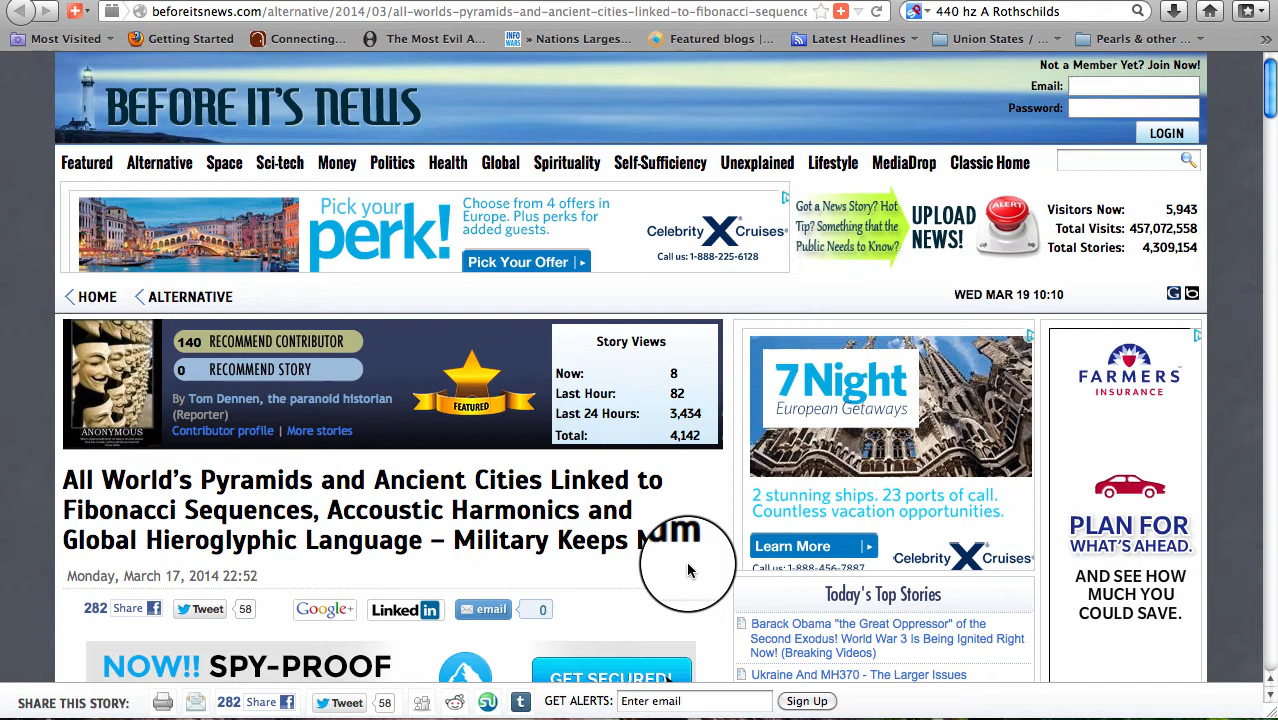 beforeitsnews.com/alternative/2014/03/all-worlds-pyramids-and-ancient-cities-linked-to-fibonacci-sequence
440 hz A Rothschilds
Most Visited
Getting Started
Connecting...
The Most Evil A...
» Nations Larges...
Featured blogs |...
Latest Headlines
Union States / ...
Pearls & other ...
Not a Member Yet? Join Now!
Email:
Password:
LOGIN
BEFORE IT'S NEWS
Featured Alternative Space Sci-tech Money Politics Health Global Spirituality Self-Sufficiency Unexplained Lifestyle MediaDrop Classic Home
Pick your
perk!
Choose from 4 offers in
Europe. Plus perks for
added guests.
Pick Your Offer
Celebrity X Cruises®
Call us: 1-888-225-6128
Got a News Story? Hot
Tip? Something that the
Public Needs to Know?
UPLOAD
NEWS!
ALERT
Visitors Now: 5,943
Total Visits: 457,072,558
Total Stories: 4,309,154
HOME
ALTERNATIVE
WED MAR 19 10:10
ANONYMOUS
140 RECOMMEND CONTRIBUTOR
0 RECOMMEND STORY
By Tom Dennen, the paranoid historian
(Reporter)
Contributor profile | More stories
FEATURED
Story Views
Now: 8
Last Hour: 82
Last 24 Hours: 3,434
Total: 4,142
All World's Pyramids and Ancient Cities Linked to
Fibonacci Sequences, Accoustic Harmonics and
Global Hieroglyphic Language – Military Keeps Mum
Monday, March 17, 2014 22:52
282 Share
Tweet 58
Google+
Linked in
email 0
NOW!! SPY-PROOF
GET SECURED!
7 Night
European Getaways
2 stunning ships. 23 ports of call.
Countless vacation opportunities.
Learn More
Celebrity X Cruises®
Call us: 1-888-456-7887
Today's Top Stories
Barack Obama "the Great Oppressor" of the
Second Exodus! World War 3 Is Being Ignited Right
Now! (Breaking Videos)
Ukraine And MH370 - The Larger Issues
FARMERS
INSURANCE
PLAN FOR
WHAT'S AHEAD.
AND SEE HOW
MUCH YOU
COULD SAVE.
SHARE THIS STORY:
282 Share
Tweet 58
GET ALERTS:
Enter email
Sign Up